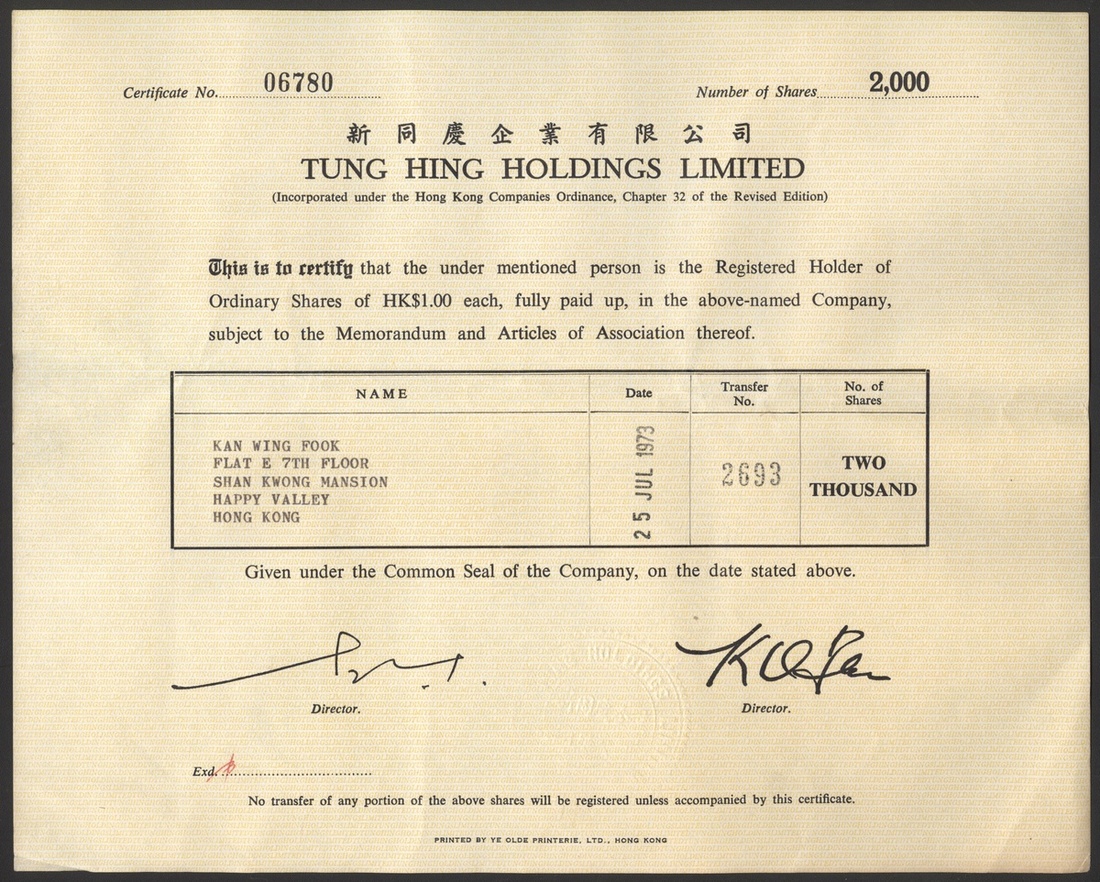 Certificate No. 06780
Number of Shares 2,000
新同慶企業有限公司
TUNG HING HOLDINGS LIMITED
(Incorporated under the Hong Kong Companies Ordinance, Chapter 32 of the Revised Edition)
This is to certify that the under mentioned person is the Registered Holder of
Ordinary Shares of HK$1.00 each, fully paid up, in the above-named Company,
subject to the Memorandum and Articles of Association thereof.
NAME Date Transfer No. No. of Shares
KAN WING FOOK
FLAT E 7TH FLOOR
SHAN KWONG MANSION
HAPPY VALLEY
HONG KONG
25 JUL 1973
2693
TWO
THOUSAND
Given under the Common Seal of the Company, on the date stated above.
HOLDINGS
Director.
Director.
Exd.
No transfer of any portion of the above shares will be registered unless accompanied by this certificate.
PRINTED BY YE OLDE PRINTERIE, LTD., HONG KONG